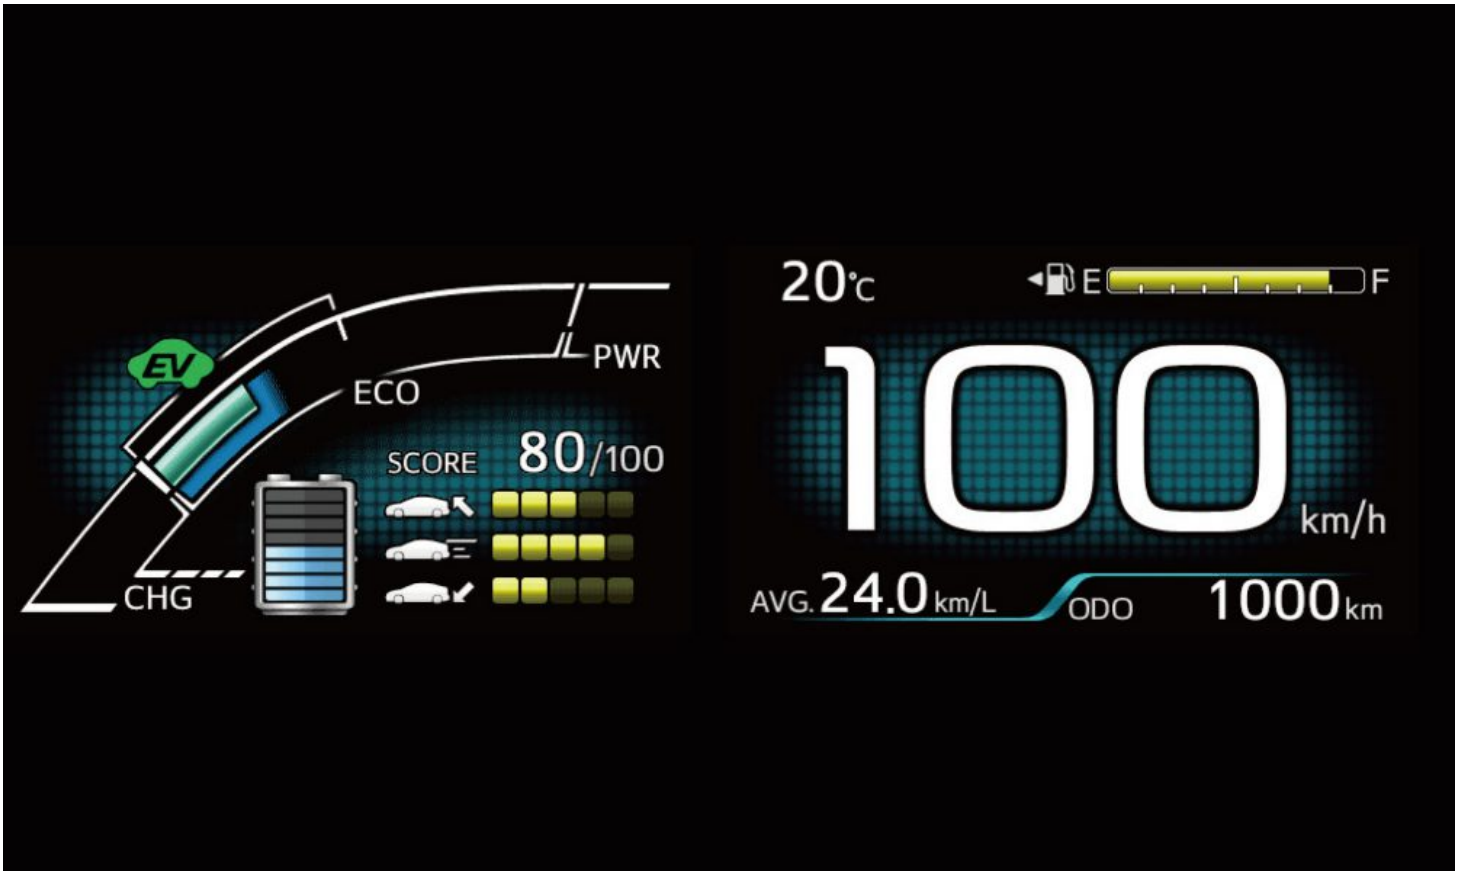 EV
PWR
ECO
SCORE 80/100
CHG
20°C
E F
100 km/h
AVG. 24.0 km/L
ODO 1000 km